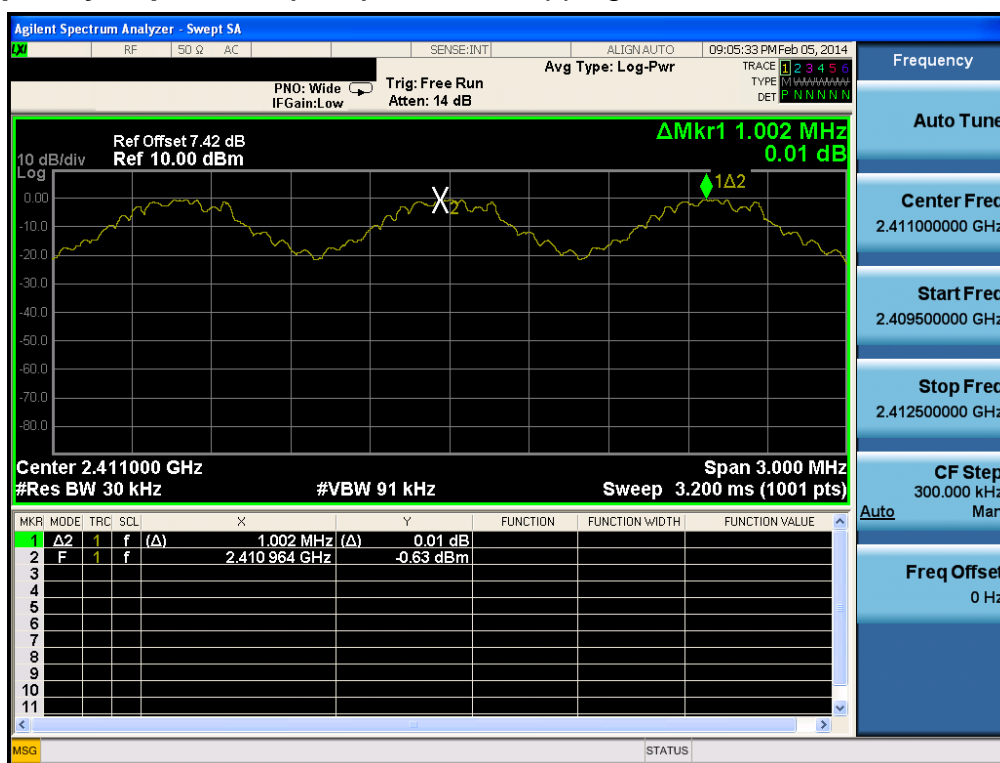 Agilent Spectrum Analyzer - Swept SA
LXI RF 50 Ω AC SENSE:INT ALIGN AUTO 09:05:33 PM Feb 05, 2014
PNO: Wide Trig: Free Run Avg Type: Log-Pwr TRACE 1 2 3 4 5 6
IFGain:Low Atten: 14 dB TYPE MWWWWW
DET P N N N N N
Frequency
Auto Tune
Center Freq
2.411000000 GHz
Start Freq
2.409500000 GHz
Stop Freq
2.412500000 GHz
CF Step
300.000 kHz
Auto Man
Freq Offset
0 Hz
ΔMkr1 1.002 MHz
0.01 dB
Ref Offset 7.42 dB
10 dB/div Ref 10.00 dBm
Log
1Δ2
X2
0.00
-10.0
-20.0
-30.0
-40.0
-50.0
-60.0
-70.0
-80.0
Center 2.411000 GHz Span 3.000 MHz
#Res BW 30 kHz #VBW 91 kHz Sweep 3.200 ms (1001 pts)
MKR MODE TRC SCL X Y FUNCTION FUNCTION WIDTH FUNCTION VALUE
1 Δ2 1 f (Δ) 1.002 MHz (Δ) 0.01 dB
2 F 1 f 2.410 964 GHz -0.63 dBm
3
4
5
6
7
8
9
10
11
MSG STATUS